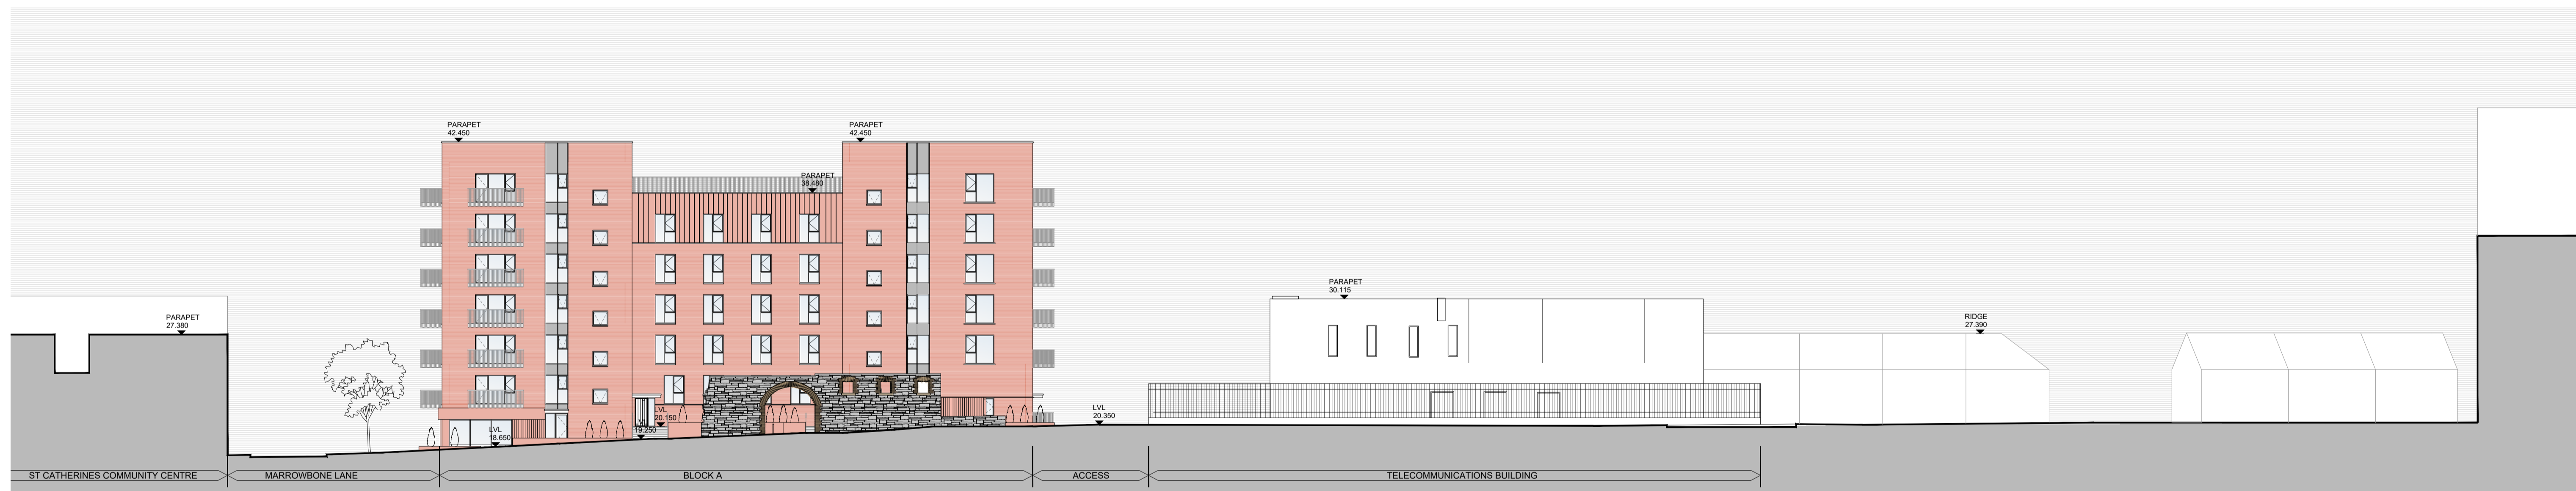 PARAPET
42.450
PARAPET
42.450
PARAPET
38.480
PARAPET
30.115
PARAPET
27.380
RIDGE
27.390
LVL
20.150
LVL
19.250
LVL
18.650
LVL
20.350
ST CATHERINES COMMUNITY CENTRE
MARROWBONE LANE
BLOCK A
ACCESS
TELECOMMUNICATIONS BUILDING